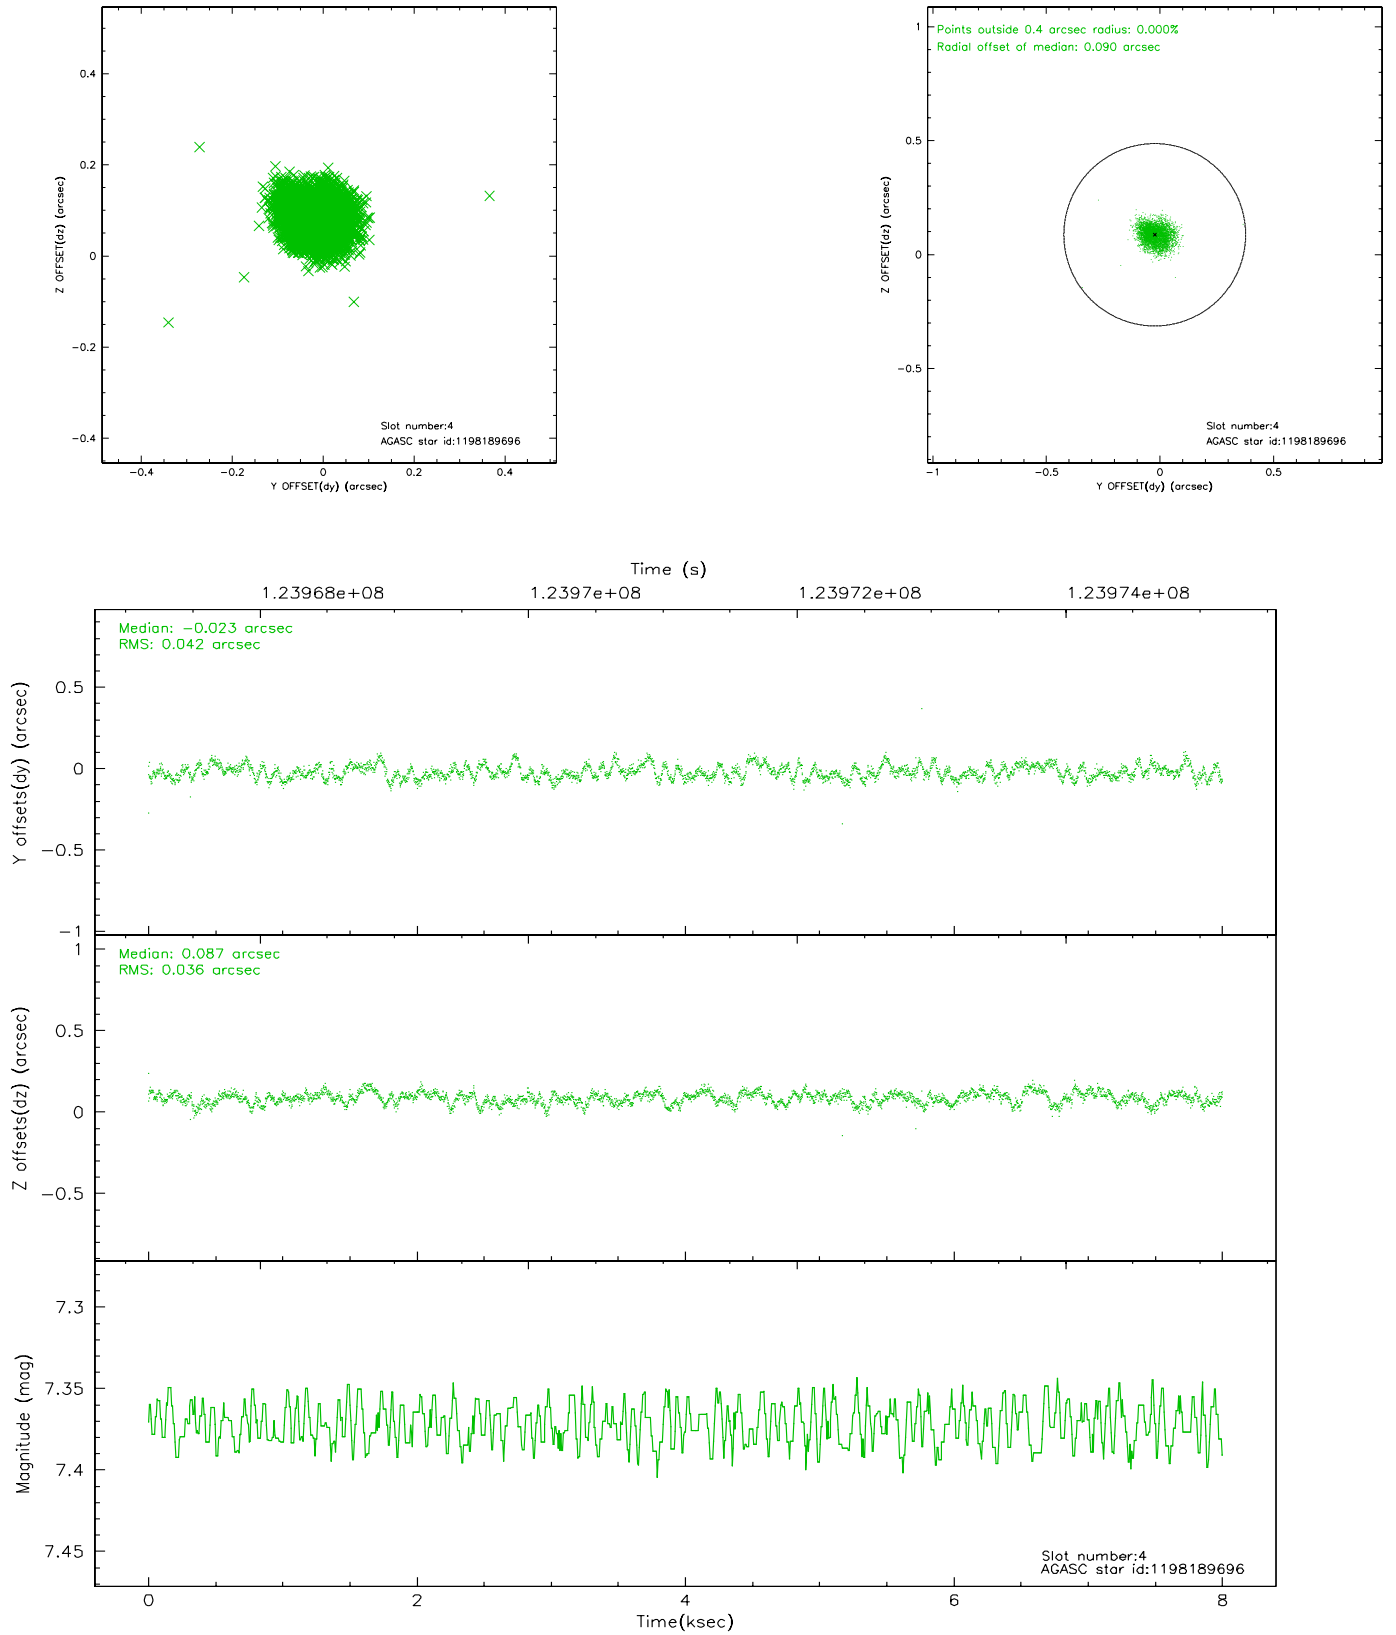 0.4
0.2
0
−0.2
−0.4
Z OFFSET(dz) (arcsec)
Slot number:4
AGASC star id:1198189696
−0.4 −0.2 0 0.2 0.4
Y OFFSET(dy) (arcsec)
Points outside 0.4 arcsec radius: 0.000%
Radial offset of median: 0.090 arcsec
1
0.5
0
−0.5
Z OFFSET(dz) (arcsec)
Slot number:4
AGASC star id:1198189696
−1 −0.5 0 0.5
Y OFFSET(dy) (arcsec)
Time (s)
1.23968e+08 1.2397e+08 1.23972e+08 1.23974e+08
Median: −0.023 arcsec
RMS: 0.042 arcsec
0.5
0
−0.5
−1
Y offsets(dy) (arcsec)
Median: 0.087 arcsec
RMS: 0.036 arcsec
1
0.5
0
−0.5
Z offsets(dz) (arcsec)
7.3
7.35
7.4
7.45
Magnitude (mag)
Slot number:4
AGASC star id:1198189696
0 2 4 6 8
Time(ksec)